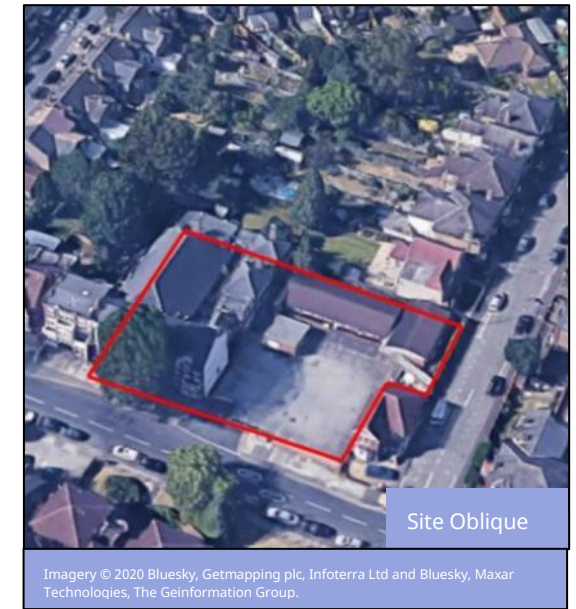 Site Oblique
Imagery © 2020 Bluesky, Getmapping plc, Infoterra Ltd and Bluesky, Maxar
Technologies, The Geinformation Group.